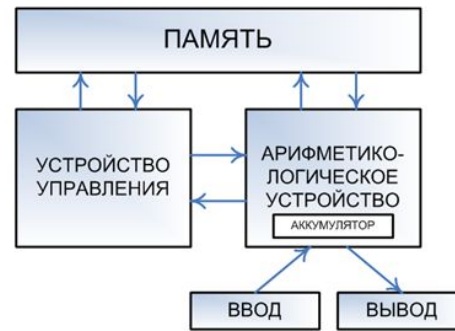 ПАМЯТЬ
УСТРОЙСТВО
УПРАВЛЕНИЯ
АРИФМЕТИКО-
ЛОГИЧЕСКОЕ
УСТРОЙСТВО
АККУМУЛЯТОР
ВВОД
ВЫВОД